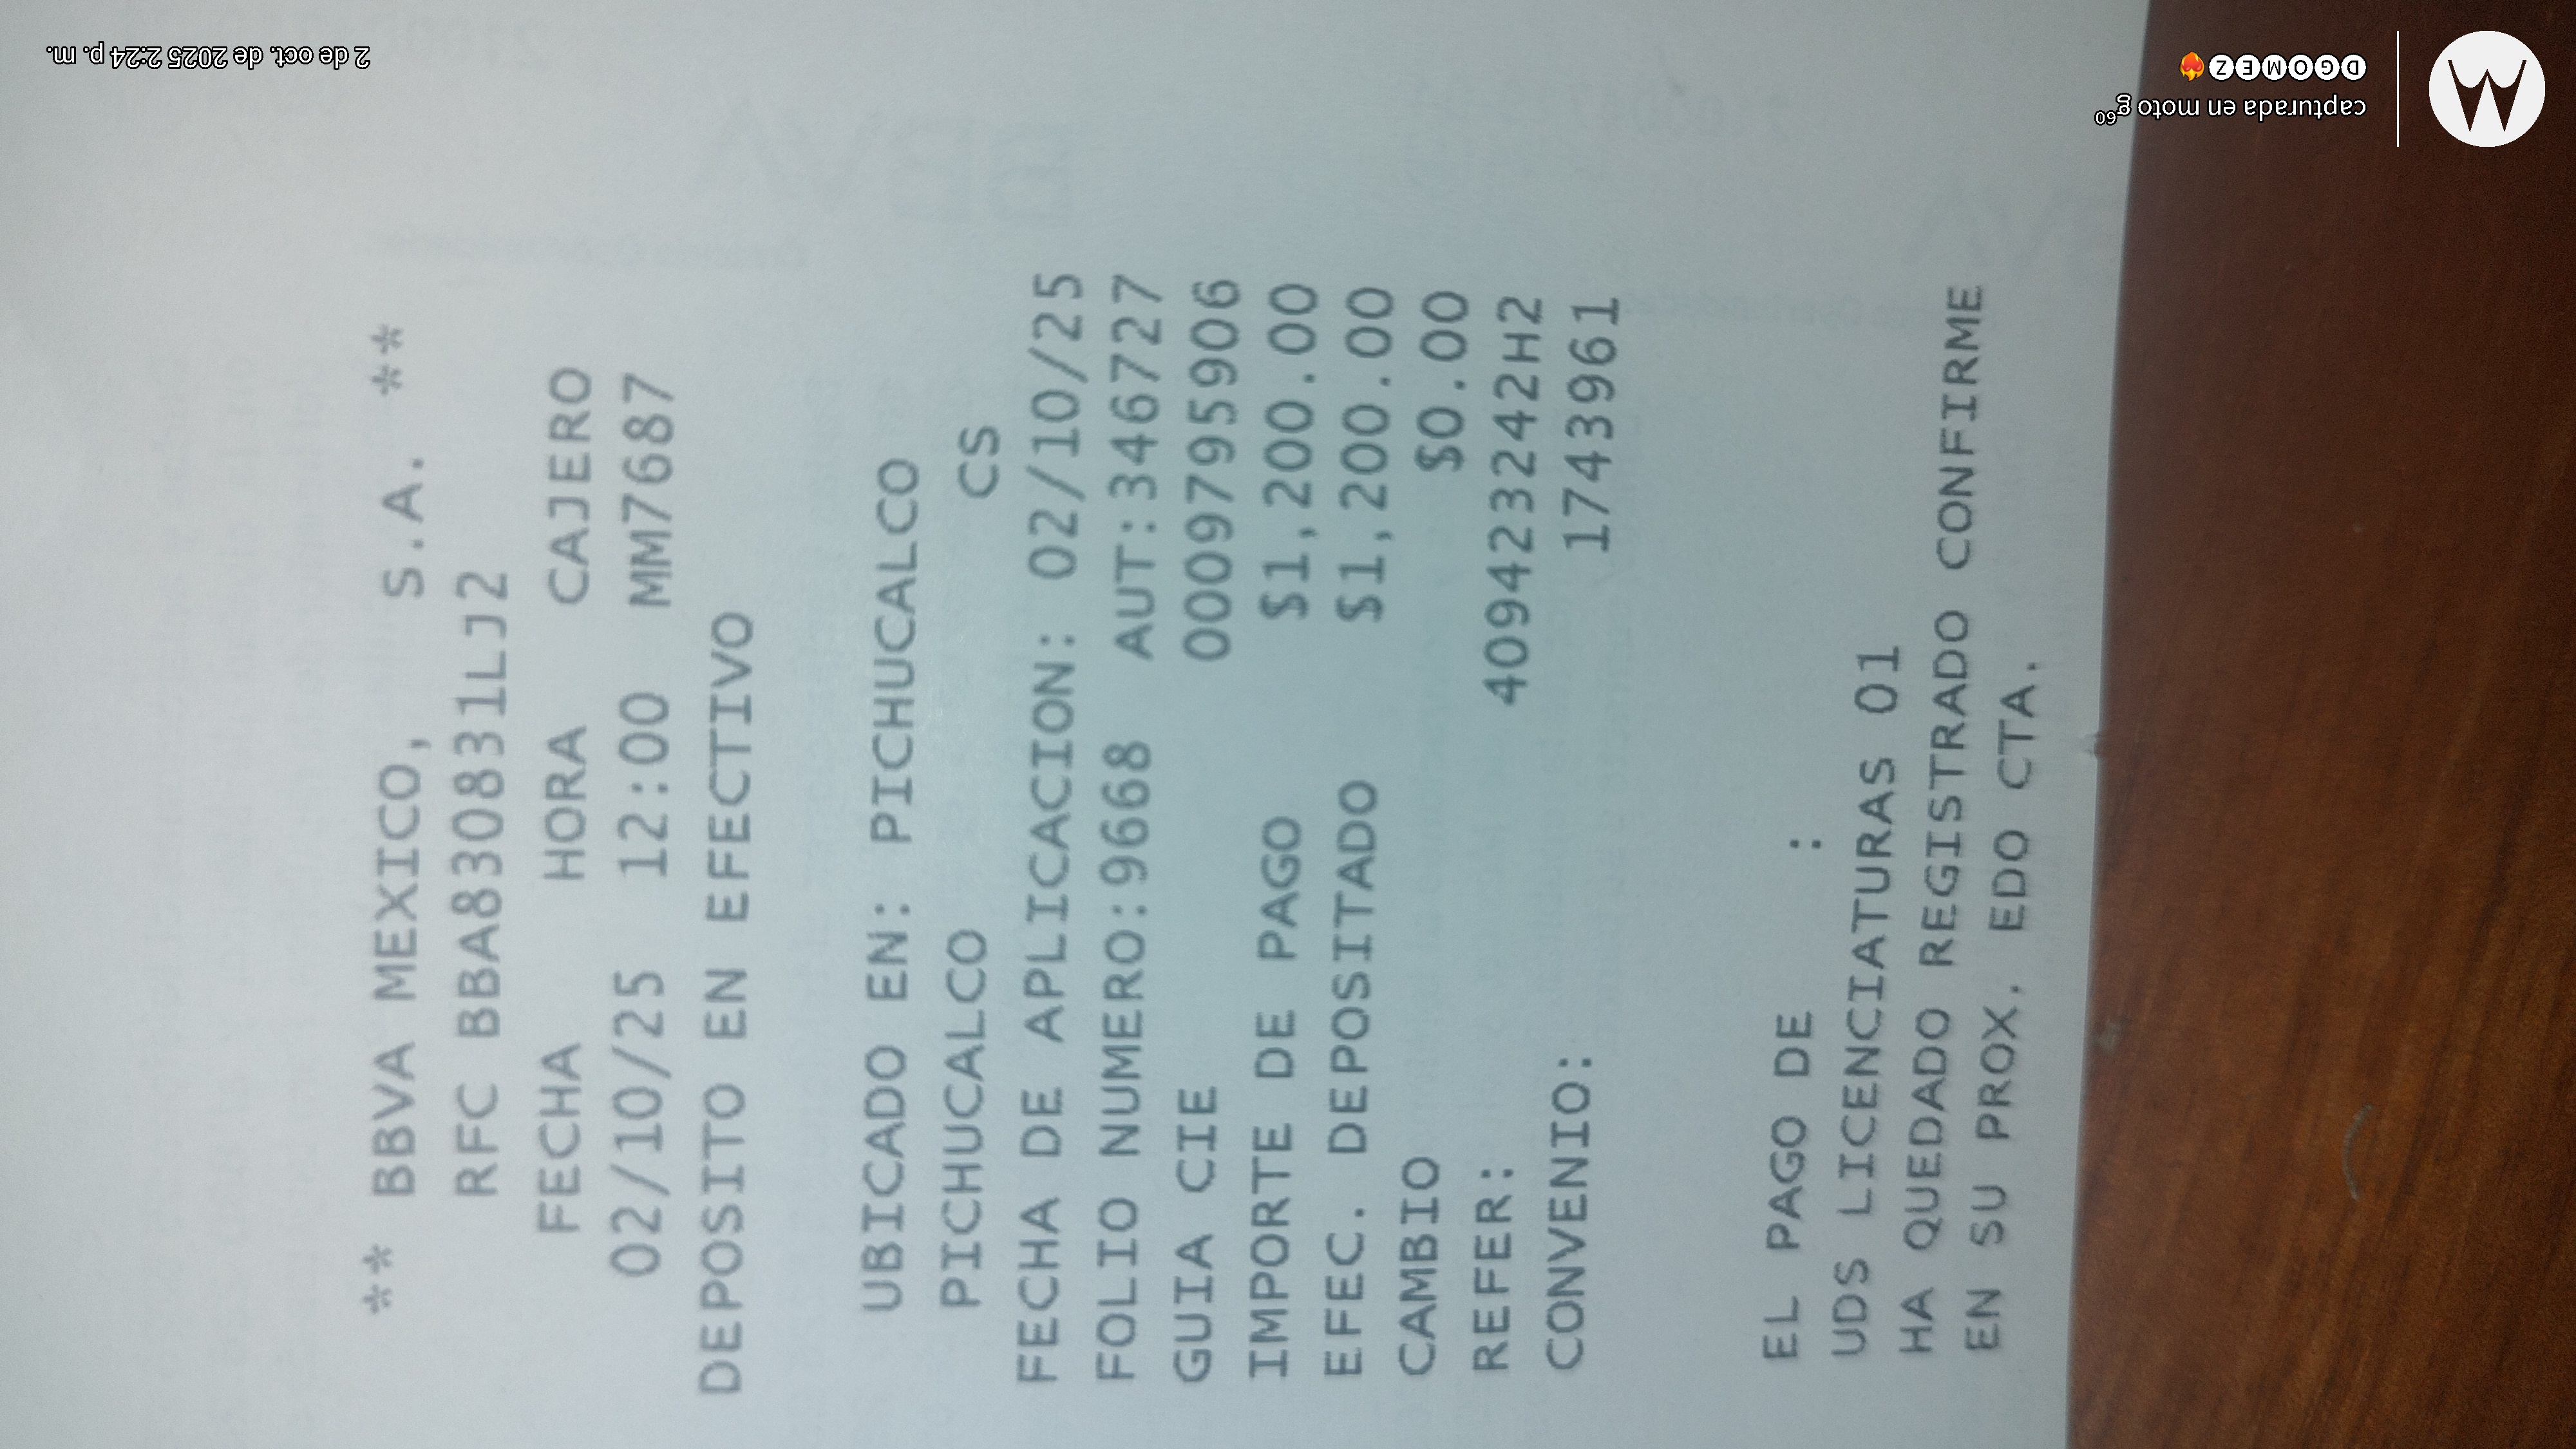 ** BBVA MEXICO, S.A. **
RFC BBA830831LJ2
FECHA HORA CAJERO
02/10/25 12:00 MM7687
DEPOSITO EN EFECTIVO
UBICADO EN: PICHUCALCO
PICHUCALCO CS
FECHA DE APLICACION: 02/10/25
FOLIO NUMERO:9668 AUT:346727
GUIA CIE 0009795906
IMPORTE DE PAGO $1,200.00
EFEC. DEPOSITADO $1,200.00
CAMBIO $0.00
REFER: 4094233242H2
CONVENIO: 1743961
EL PAGO DE :
UDS LICENCIATURAS 01
HA QUEDADO REGISTRADO CONFIRME
EN SU PROX. EDO CTA.
capturada en moto g60
DGOMEZ🔥
2 de oct. de 2025 2:24 p. m.